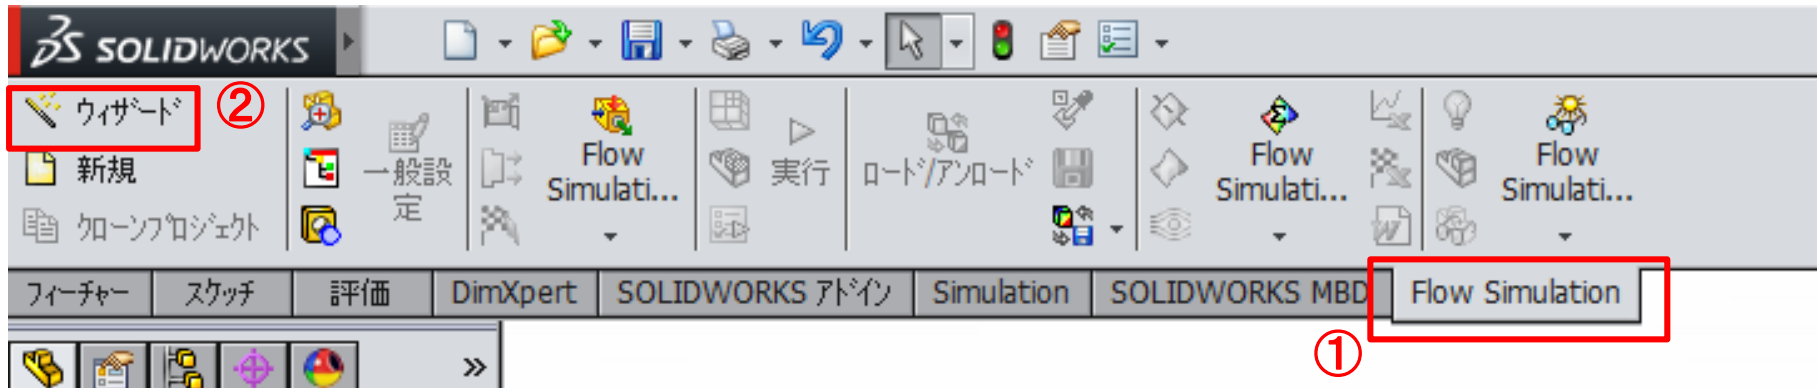 SOLIDWORKS
ウィザード ②
新規
クローンプロジェクト
一般設定
Flow Simulati...
実行
ロード/アンロード
Flow Simulati...
Flow Simulati...
フィーチャー スケッチ 評価 DimXpert SOLIDWORKS アドイン Simulation SOLIDWORKS MBD Flow Simulation
①